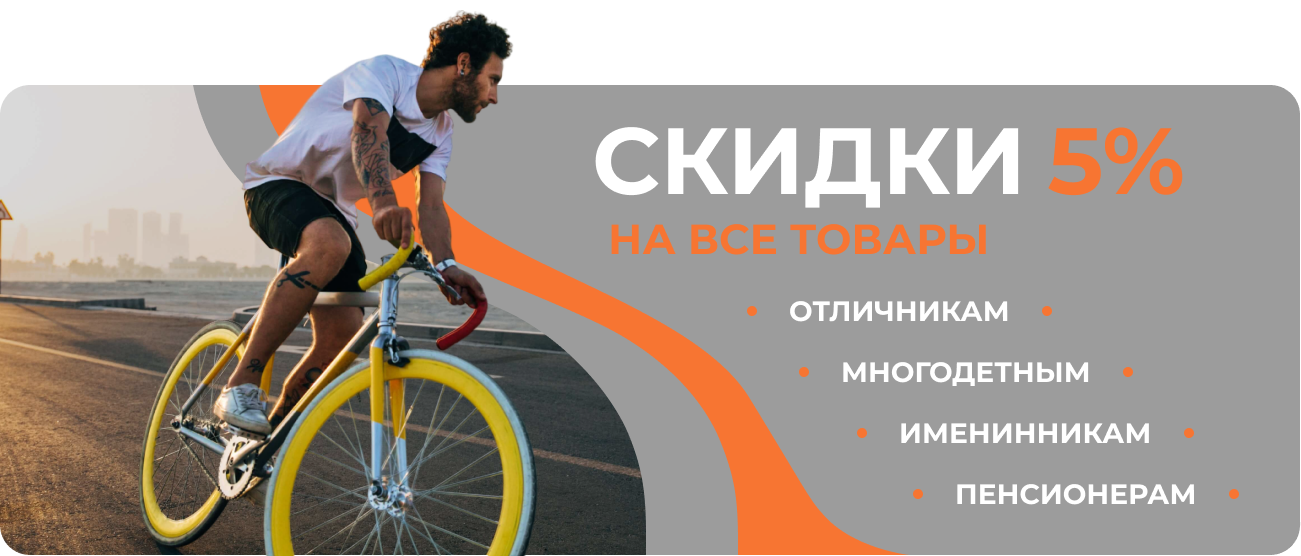 СКИДКИ 5%
НА ВСЕ ТОВАРЫ
• ОТЛИЧНИКАМ •
• МНОГОДЕТНЫМ •
• ИМЕНИННИКАМ •
• ПЕНСИОНЕРАМ •